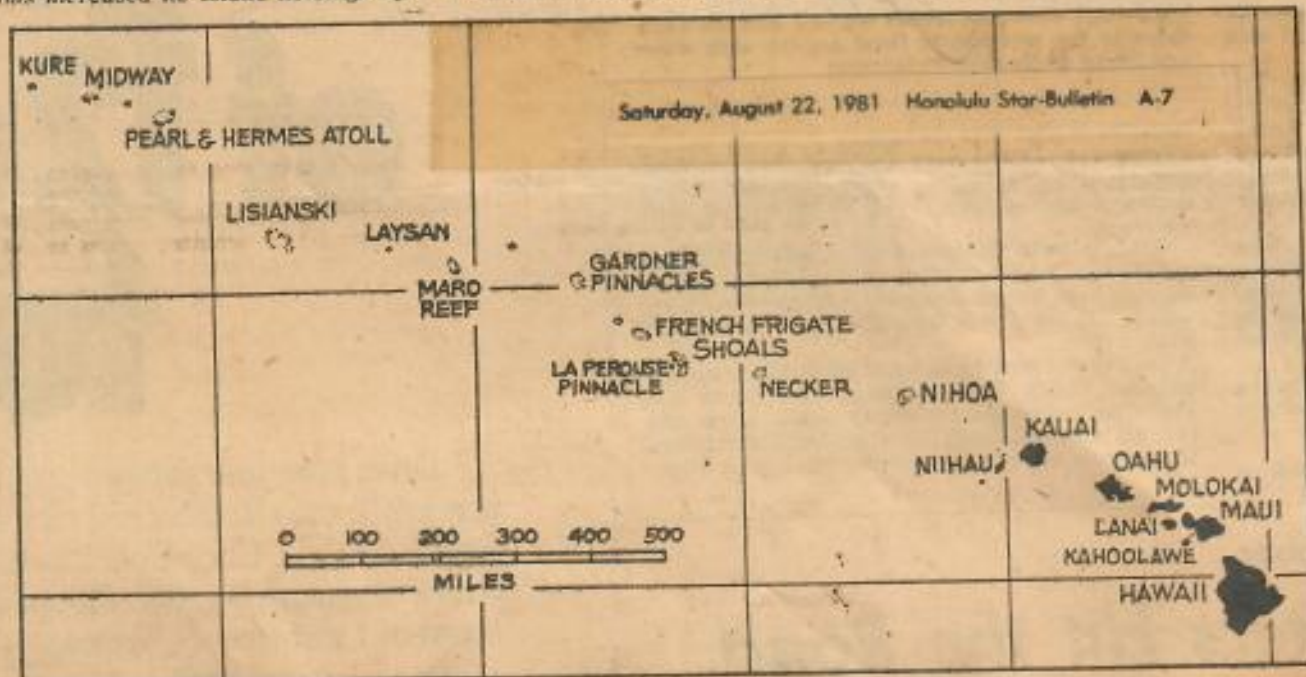 KURE
MIDWAY
PEARL & HERMES ATOLL
Saturday, August 22, 1981 Honolulu Star-Bulletin A-7
LISIANSKI
LAYSAN
MARO
REEF
GARDNER
PINNACLES
FRENCH FRIGATE
SHOALS
LA PEROUSE
PINNACLE
NECKER
NIHOA
KAUAI
NIIHAU
OAHU
MOLOKAI
MAUI
LANAI
KAHOOLAWE
HAWAII
0 100 200 300 400 500
MILES